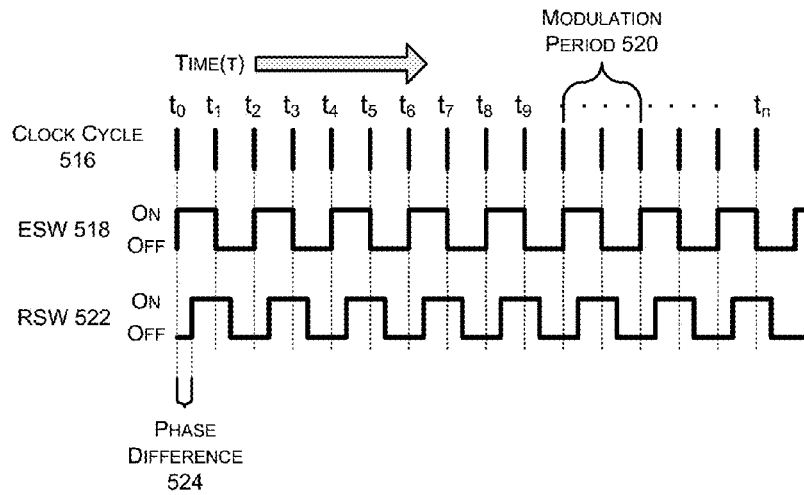 MODULATION
PERIOD 520
TIME(T)
t0 t1 t2 t3 t4 t5 t6 t7 t8 t9 . . . . . . . . . tn
CLOCK CYCLE
516
ON
ESW 518
OFF
ON
RSW 522
OFF
PHASE
DIFFERENCE
524